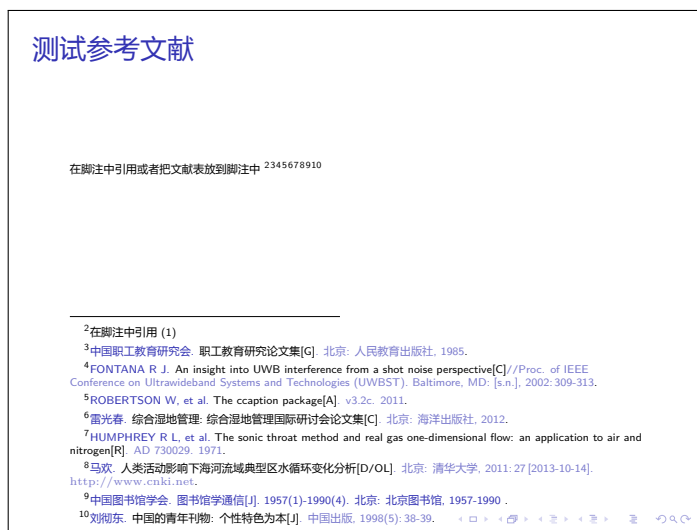 测试参考文献
在脚注中引用或者把文献表放到脚注中 2345678910
2在脚注中引用 (1)
3中国职工教育研究会. 职工教育研究论文集[G]. 北京: 人民教育出版社, 1985.
4FONTANA R J. An insight into UWB interference from a shot noise perspective[C]//Proc. of IEEE
Conference on Ultrawideband Systems and Technologies (UWBST). Baltimore, MD: [s.n.], 2002: 309-313.
5ROBERTSON W, et al. The ccaption package[A]. v3.2c. 2011.
6雷光春. 综合湿地管理: 综合湿地管理国际研讨会论文集[C]. 北京: 海洋出版社, 2012.
7HUMPHREY R L, et al. The sonic throat method and real gas one-dimensional flow: an application to air and
nitrogen[R]. AD 730029. 1971.
8马欢. 人类活动影响下海河流域典型区水循环变化分析[D/OL]. 北京: 清华大学, 2011: 27 [2013-10-14].
http://www.cnki.net.
9中国图书馆学会. 图书馆学通信[J]. 1957(1)-1990(4). 北京: 北京图书馆, 1957-1990 .
10刘彻东. 中国的青年刊物: 个性特色为本[J]. 中国出版, 1998(5): 38-39.